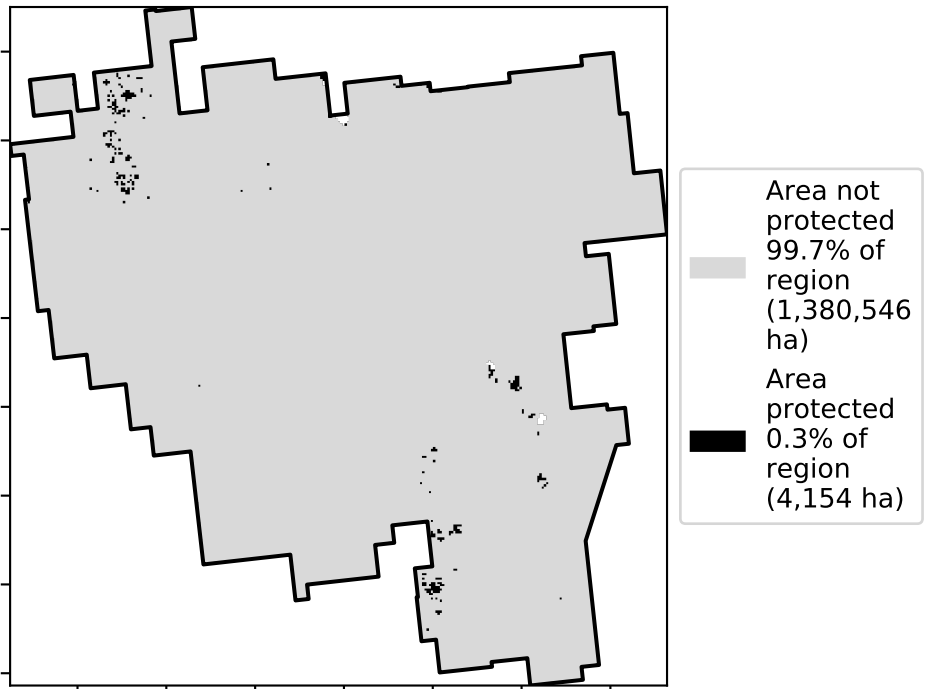 Area not
protected
99.7% of
region
(1,380,546
ha)
Area
protected
0.3% of
region
(4,154 ha)